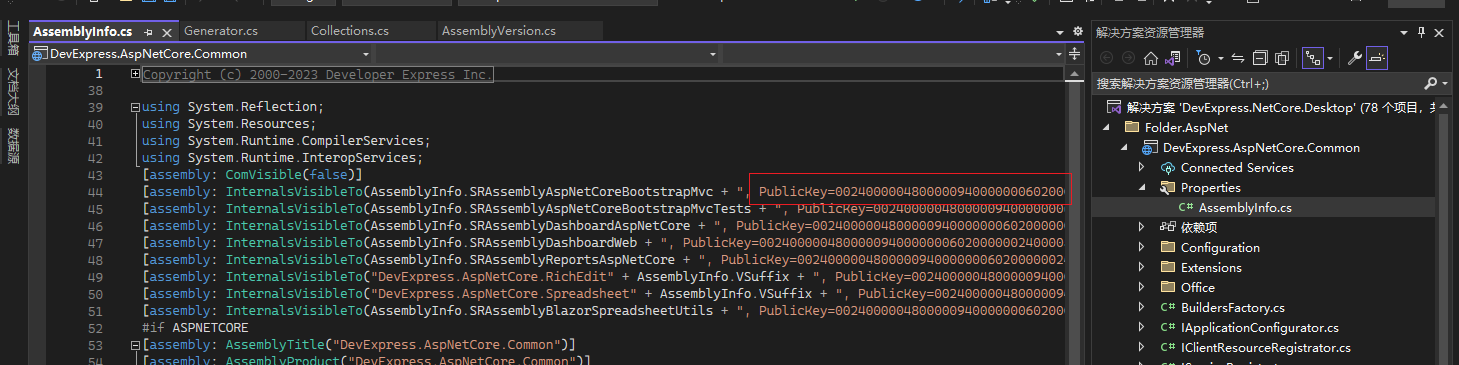 AssemblyInfo.cs
Generator.cs
Collections.cs
AssemblyVersion.cs
工具箱
文档大纲
数据源
DevExpress.AspNetCore.Common
1 Copyright (c) 2000-2023 Developer Express Inc.
38
39 using System.Reflection;
40 using System.Resources;
41 using System.Runtime.CompilerServices;
42 using System.Runtime.InteropServices;
43 [assembly: ComVisible(false)]
44 [assembly: InternalsVisibleTo(AssemblyInfo.SRAssemblyAspNetCoreBootstrapMvc + ", PublicKey=002400000480000094000000060200
45 [assembly: InternalsVisibleTo(AssemblyInfo.SRAssemblyAspNetCoreBootstrapMvcTests + ", PublicKey=002400000480000094000000
46 [assembly: InternalsVisibleTo(AssemblyInfo.SRAssemblyDashboardAspNetCore + ", PublicKey=002400000480000094000000060200
47 [assembly: InternalsVisibleTo(AssemblyInfo.SRAssemblyDashboardWeb + ", PublicKey=0024000004800000940000000602000000240000
48 [assembly: InternalsVisibleTo(AssemblyInfo.SRAssemblyReportsAspNetCore + ", PublicKey=00240000048000009400000006020000002
49 [assembly: InternalsVisibleTo("DevExpress.AspNetCore.RichEdit" + AssemblyInfo.VSuffix + ", PublicKey=00240000048000009400
50 [assembly: InternalsVisibleTo("DevExpress.AspNetCore.Spreadsheet" + AssemblyInfo.VSuffix + ", PublicKey=00240000048000009
51 [assembly: InternalsVisibleTo(AssemblyInfo.SRAssemblyBlazorSpreadsheetUtils + ", PublicKey=002400000480000094000000060200
52 #if ASPNETCORE
53 [assembly: AssemblyTitle("DevExpress.AspNetCore.Common")]
54 [assembly: AssemblyProduct("DevExpress.AspNetCore.Common")]
解决方案资源管理器
搜索解决方案资源管理器(Ctrl+;)
解决方案 'DevExpress.NetCore.Desktop' (78 个项目，共
Folder.AspNet
DevExpress.AspNetCore.Common
Connected Services
Properties
C# AssemblyInfo.cs
依赖项
Configuration
Extensions
Office
C# BuildersFactory.cs
C# IApplicationConfigurator.cs
C# IClientResourceRegistrator.cs